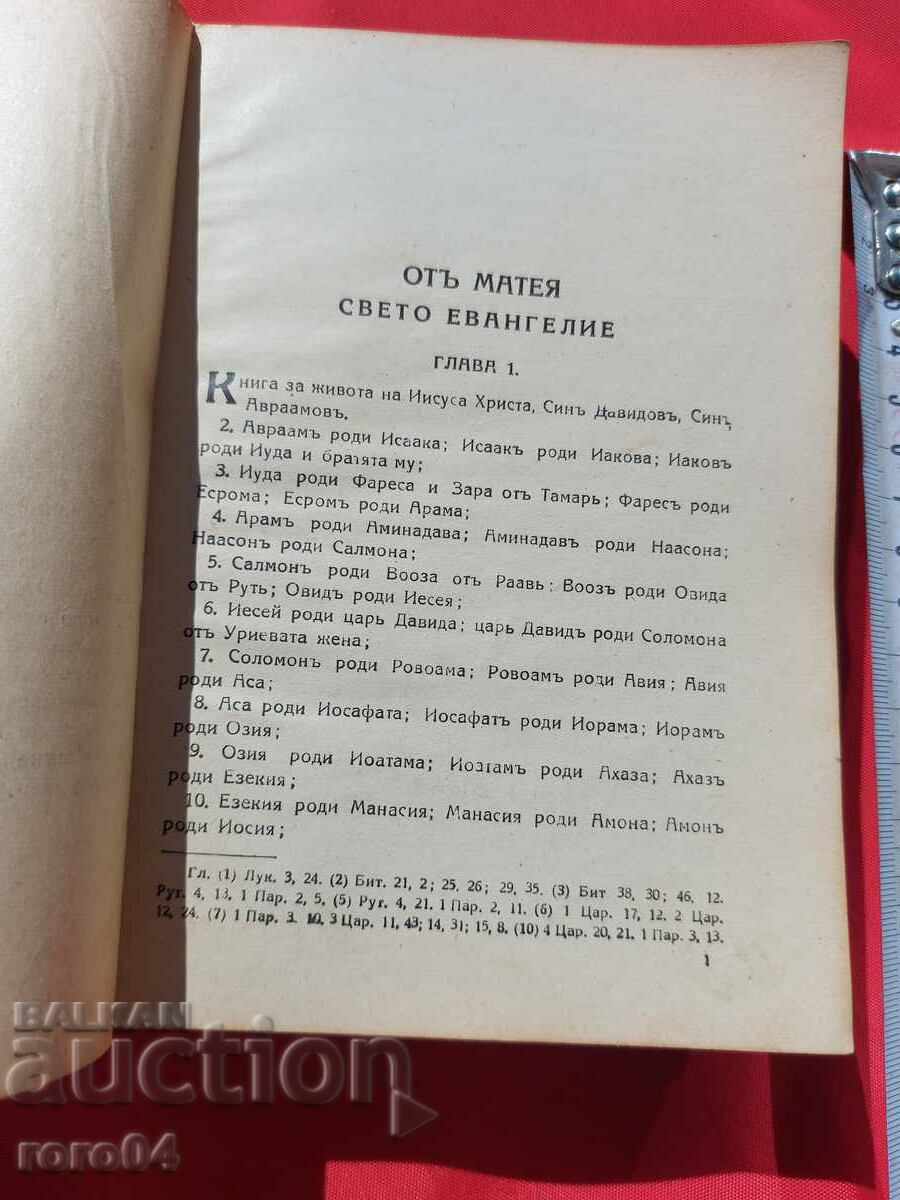 ОТЪ МАТЕЯ
СВЕТО ЕВАНГЕЛИЕ
ГЛАВА 1.
Книга за живота на Иисуса Христа, Синъ Давидовъ, Синъ
Авраамовъ.
2. Авраамъ роди Исаака; Исаакъ роди Иакова; Иаковъ
роди Иуда и братята му;
3. Иуда роди Фареса и Зара отъ Тамарь; Фаресъ роди
Есрома; Есромъ роди Арама;
4. Арамъ роди Аминадава; Аминадавъ роди Наасона;
Наасонъ роди Салмона;
5. Салмонъ роди Вооза отъ Раавь; Воозъ роди Озида
отъ Руть; Овидъ роди Иесея;
6. Иесей роди царь Давида; царь Давидъ роди Соломона
отъ Уриевата жена;
7. Соломонъ роди Ровоама; Ровоамъ роди Авия; Авия
роди Аса;
8. Аса роди Иосафата; Иосафатъ роди Иорама; Иорамъ
роди Озия;
9. Озия роди Иоатама; Иоатамъ роди Ахаза; Ахазъ
роди Езекия;
10. Езекия роди Манасия; Манасия роди Амона; Амонъ
роди Иосия;
Гл. (1) Лук. 3, 24. (2) Бит. 21, 2; 25, 26; 29, 35. (3) Бит 38, 30; 46, 12.
Рут. 4, 13. 1 Пар. 2, 5. (5) Рут. 4, 21. 1 Пар. 2, 11. (6) 1 Цар. 17, 12. 2 Цар.
12, 24. (7) 1 Пар. 3. 10. 3 Цар. 11, 43; 14, 31; 15, 8. (10) 4 Цар. 20, 21. 1 Пар. 3, 13.
1
BALKAN
auction
roro04